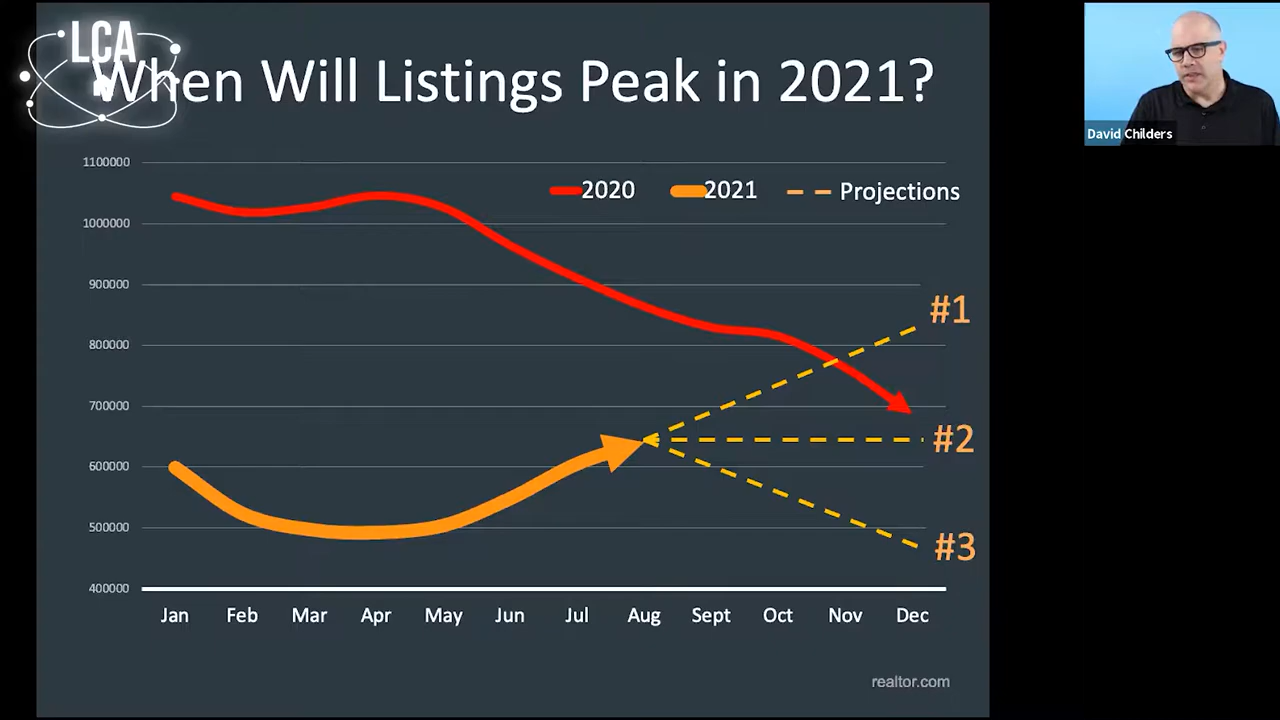 LCA
When Will Listings Peak in 2021?
David Childers
2020 2021 Projections
1100000
1000000
900000
800000
700000
600000
500000
400000
#1
#2
#3
Jan Feb Mar Apr May Jun Jul Aug Sept Oct Nov Dec
realtor.com